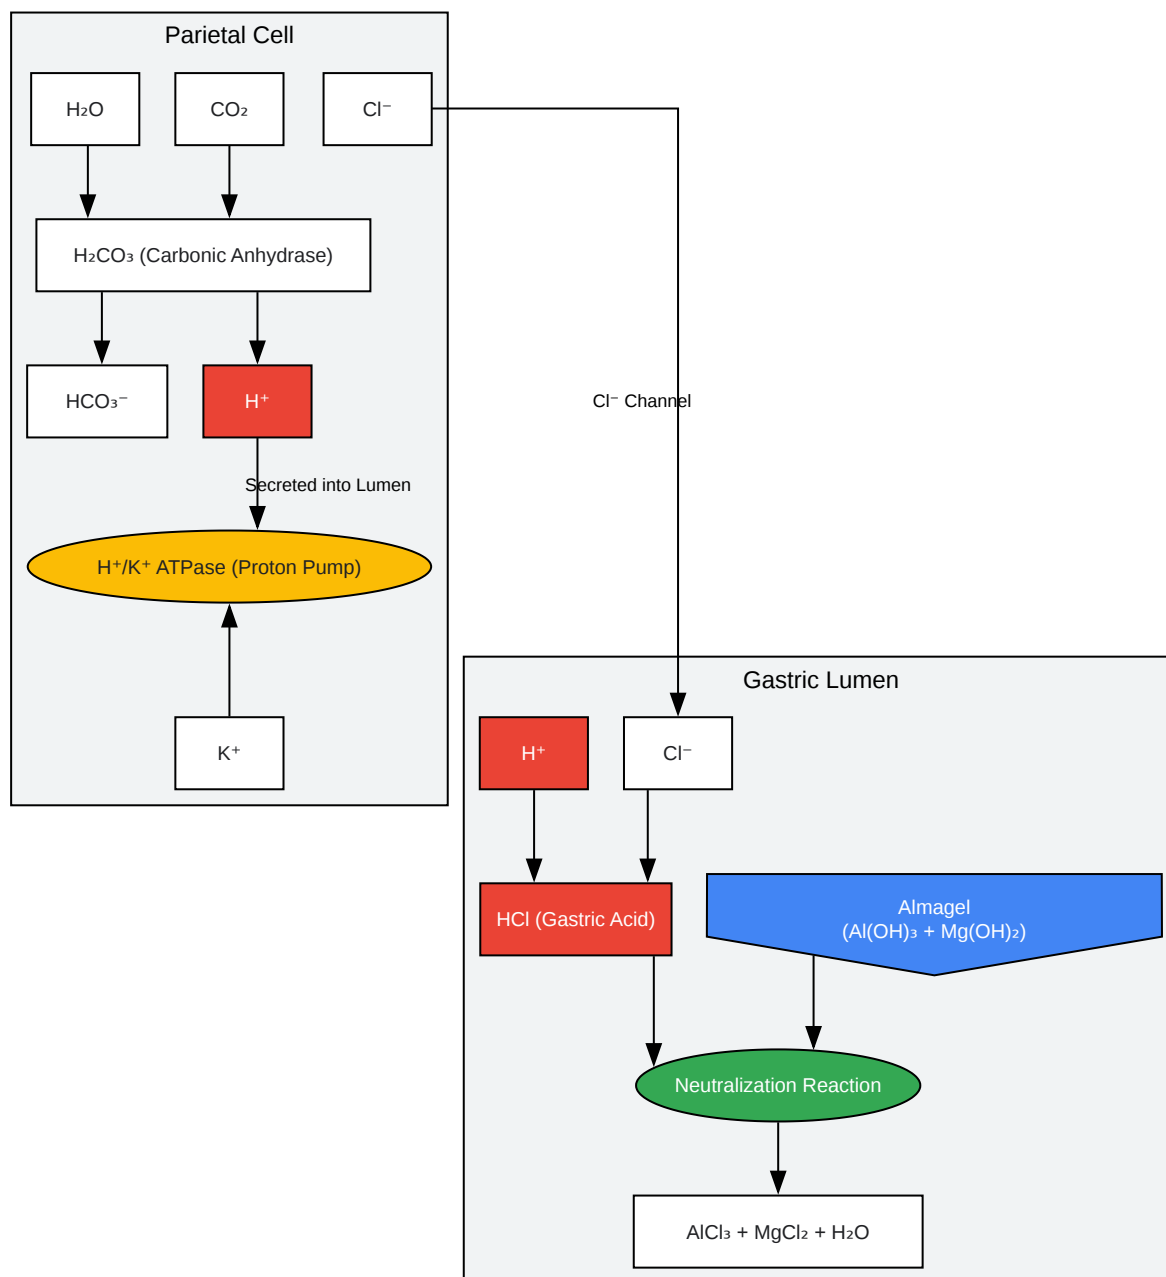 Parietal Cell
H₂O
CO₂
Cl⁻
H₂CO₃ (Carbonic Anhydrase)
HCO₃⁻
H⁺
Cl⁻ Channel
Secreted into Lumen
H⁺/K⁺ ATPase (Proton Pump)
K⁺
Gastric Lumen
H⁺
Cl⁻
HCl (Gastric Acid)
Almagel
(Al(OH)₃ + Mg(OH)₂)
Neutralization Reaction
AlCl₃ + MgCl₂ + H₂O